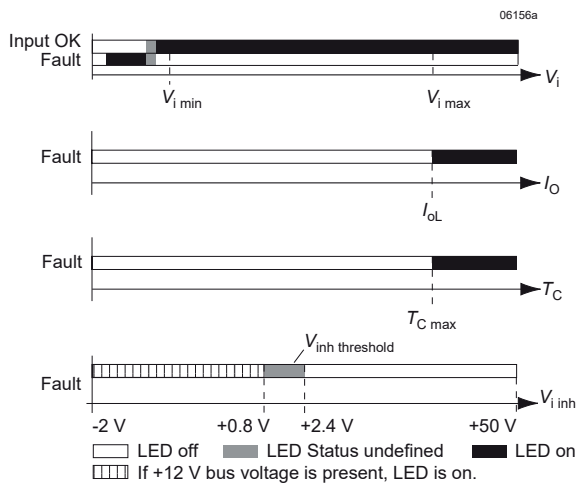 06156a
Input OK
Fault
Vi
Vi min
Vi max
Fault
IO
IoL
Fault
TC
TC max
Vinh threshold
Fault
Vi inh
-2 V
+0.8 V
+2.4 V
+50 V
LED off
LED Status undefined
LED on
If +12 V bus voltage is present, LED is on.